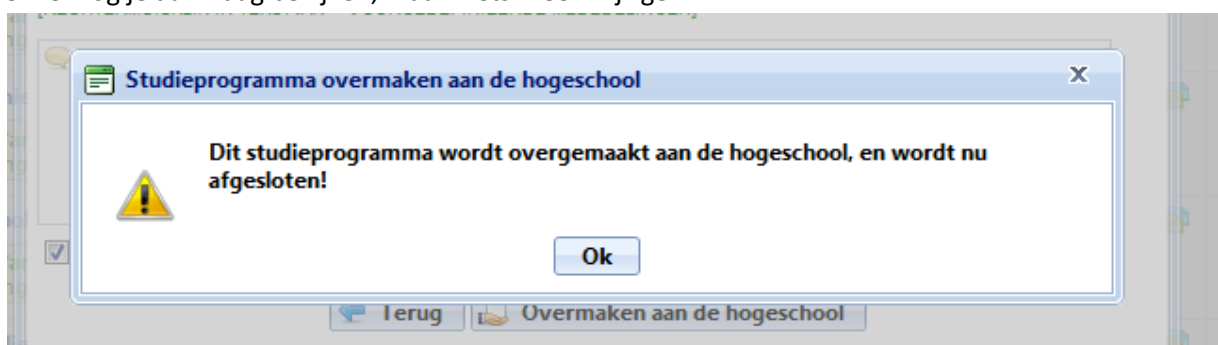 Studieprogramma overmaken aan de hogeschool
Dit studieprogramma wordt overgemaakt aan de hogeschool, en wordt nu
afgesloten!
Ok
Terug
Overmaken aan de hogeschool